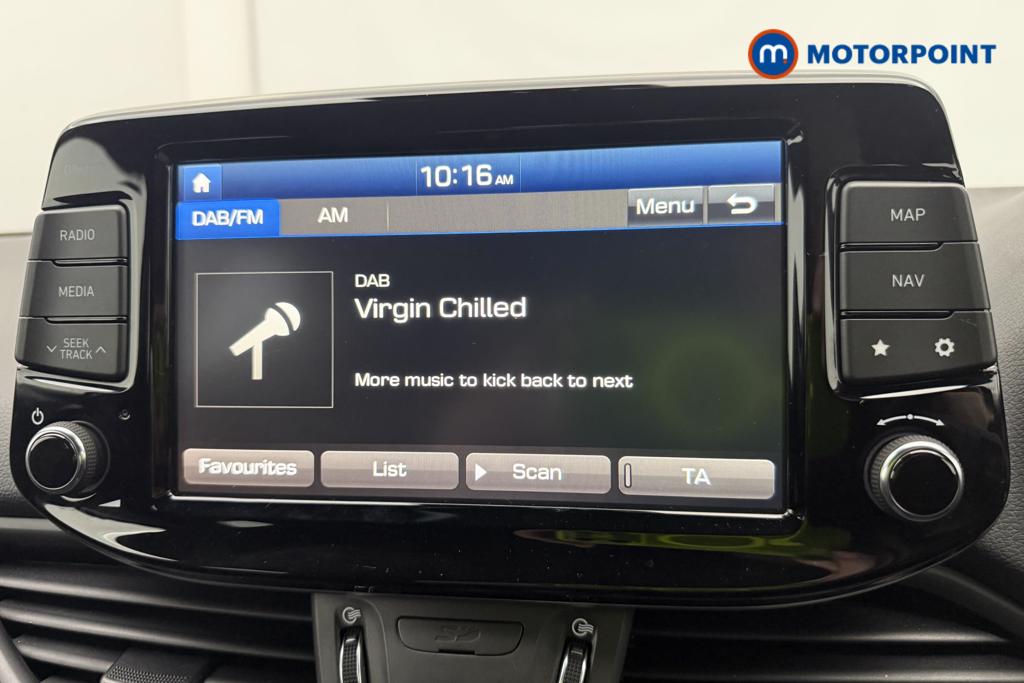 m MOTORPOINT
10:16 AM
DAB/FM AM Menu
RADIO
MEDIA
SEEK
TRACK
MAP
NAV
DAB
Virgin Chilled
More music to kick back to next
Favourites List Scan TA
SD